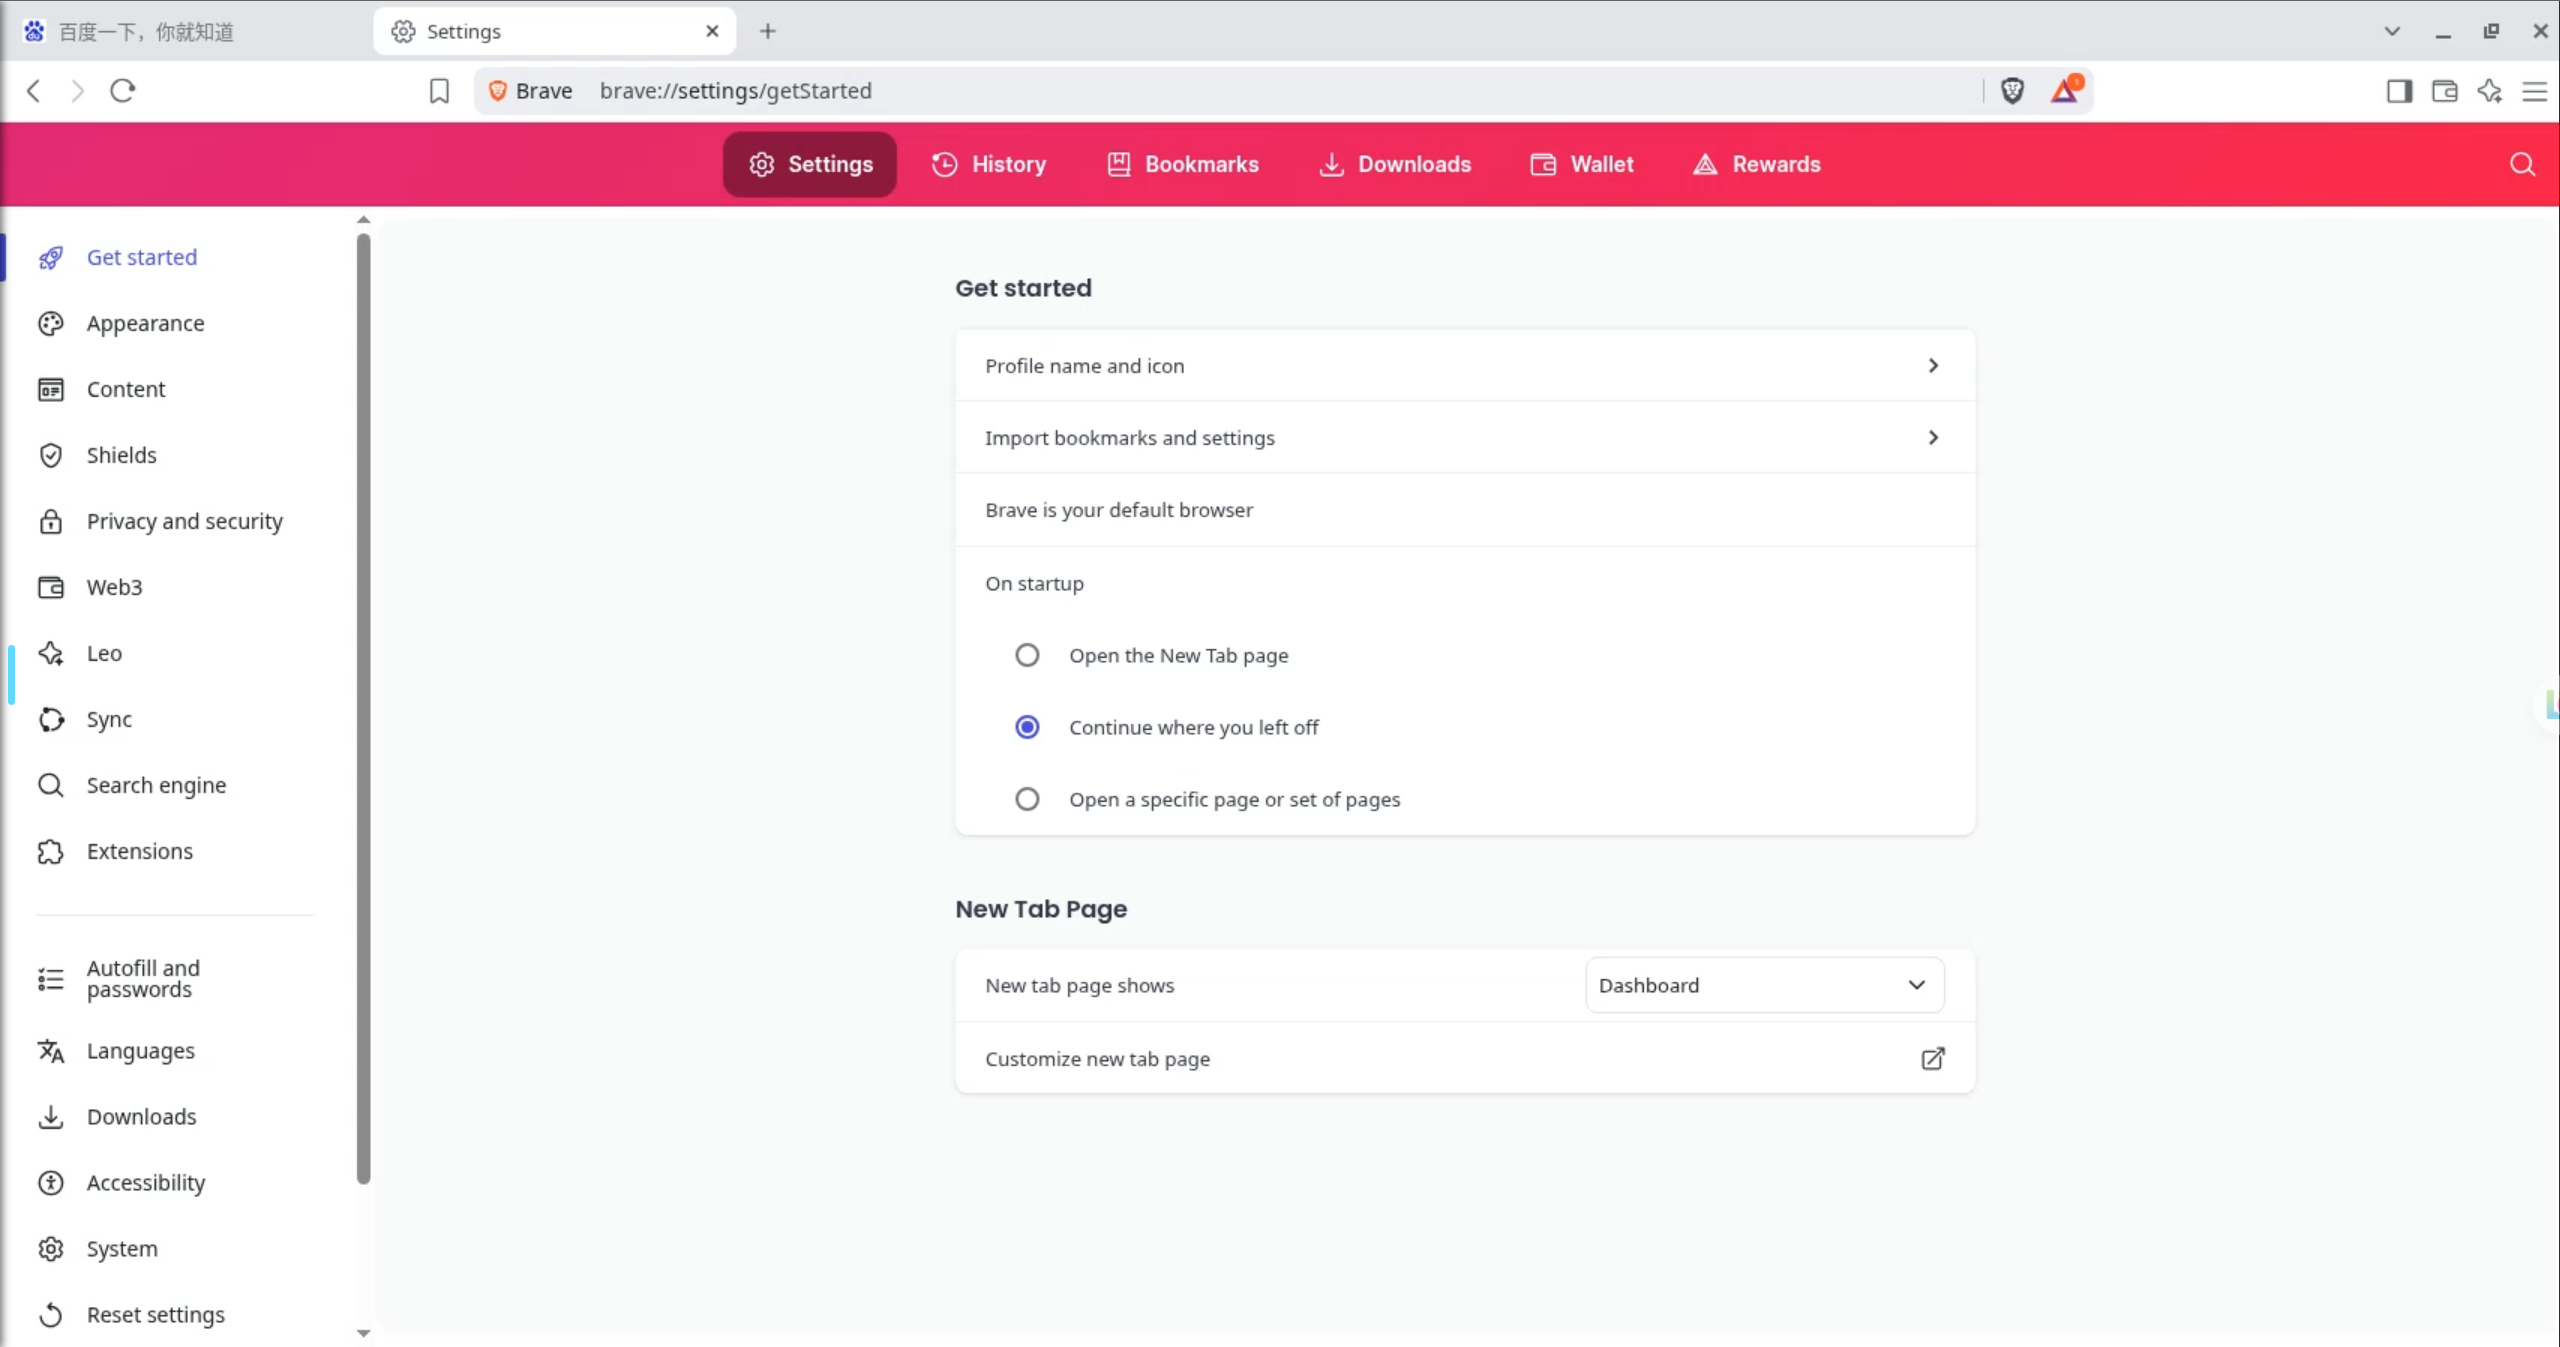 百度一下，你就知道
Settings
Brave
brave://settings/getStarted
Settings
History
Bookmarks
Downloads
Wallet
Rewards
Get started
Appearance
Content
Shields
Privacy and security
Web3
Leo
Sync
Search engine
Extensions
Autofill and
passwords
Languages
Downloads
Accessibility
System
Reset settings
Get started
Profile name and icon
Import bookmarks and settings
Brave is your default browser
On startup
Open the New Tab page
Continue where you left off
Open a specific page or set of pages
New Tab Page
New tab page shows
Dashboard
Customize new tab page